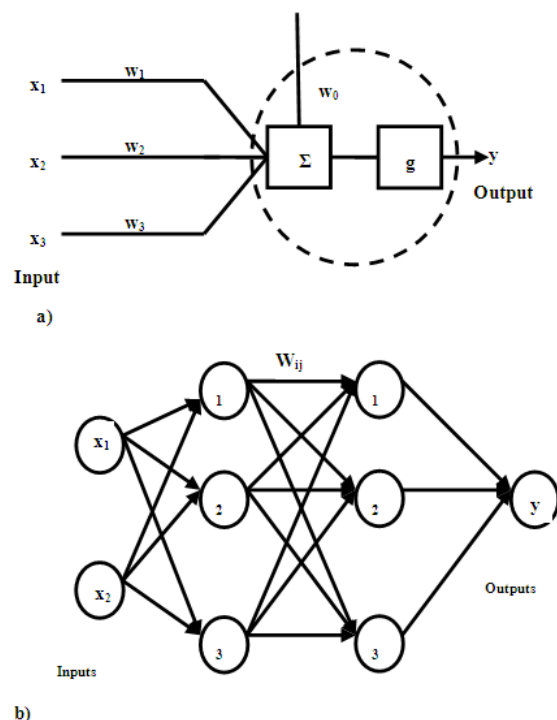 w₁
w₀
x₁
w₂
x₂
Σ
g
y
Output
w₃
x₃
Input
a)
Wᵢⱼ
1
1
x₁
2
2
y
x₂
Outputs
3
3
Inputs
b)